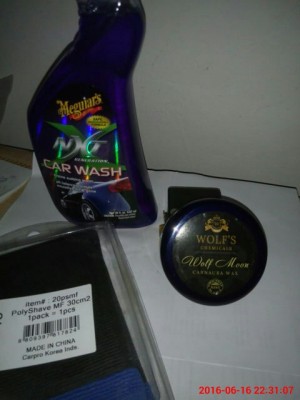 Meguiar's
NXT
GENERATION
CAR WASH
WOLF'S
CHEMICALS
Wolf Moon
CARNAUBA WAX
Item# : 20psmf
PolyShave MF 30cm2
1pack = 1pcs
MADE IN CHINA
Carpro Korea Inds.
2016-06-16 22:31:07